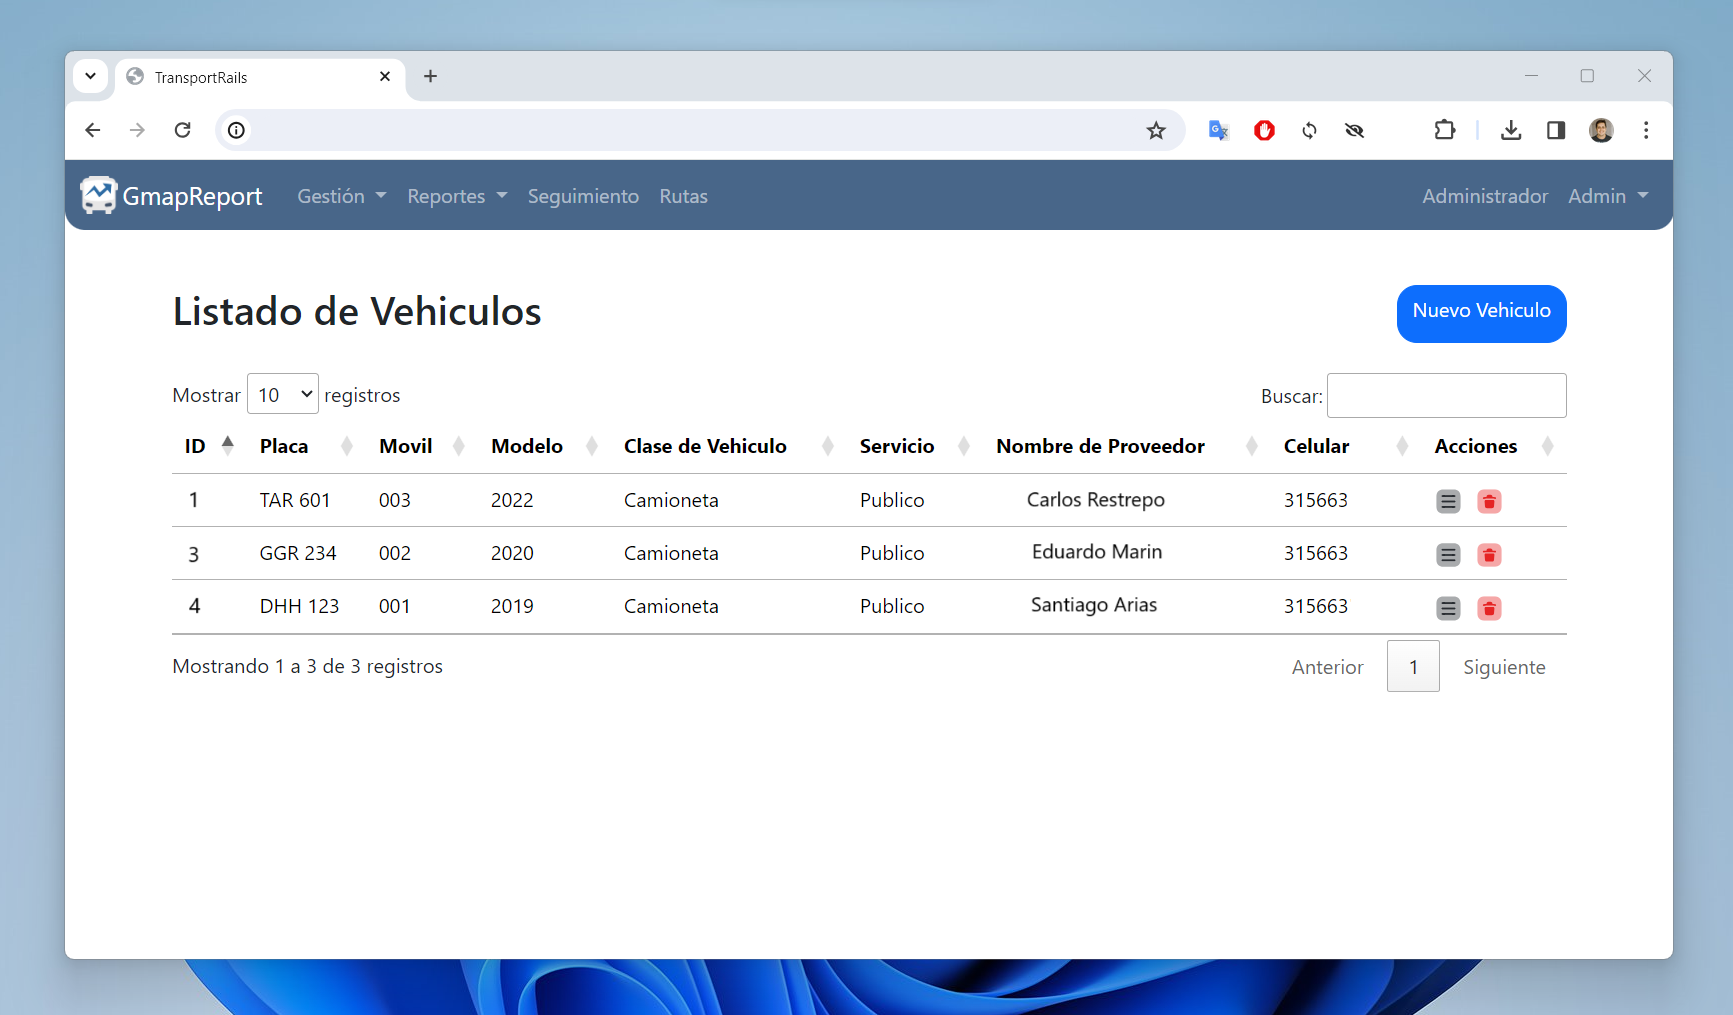 TransportRails
GmapReport Gestión Reportes Seguimiento Rutas Administrador Admin
Listado de Vehiculos Nuevo Vehiculo
Mostrar 10 registros Buscar:
ID Placa Movil Modelo Clase de Vehiculo Servicio Nombre de Proveedor Celular Acciones
1 TAR 601 003 2022 Camioneta Publico Carlos Restrepo 315663
3 GGR 234 002 2020 Camioneta Publico Eduardo Marin 315663
4 DHH 123 001 2019 Camioneta Publico Santiago Arias 315663
Mostrando 1 a 3 de 3 registros Anterior 1 Siguiente